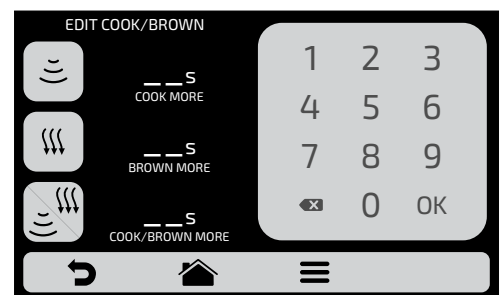 EDIT COOK/BROWN
__s
COOK MORE
__s
BROWN MORE
__s
COOK/BROWN MORE
1 2 3
4 5 6
7 8 9
0 OK